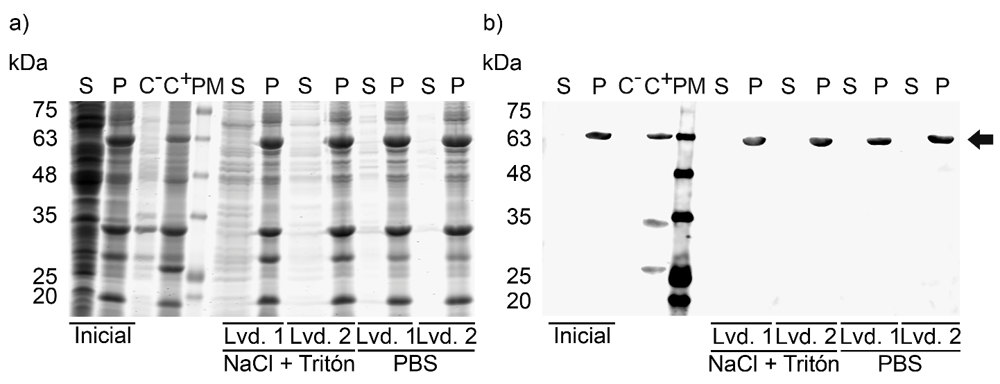 a)
kDa
S P C- C+ PM S P S P S P S P
75
63
48
35
25
20
Inicial Lvd. 1 Lvd. 2 Lvd. 1 Lvd. 2
NaCl + Tritón PBS
b)
kDa
S P C- C+ PM S P S P S P S P
75
63
48
35
25
20
Inicial Lvd. 1 Lvd. 2 Lvd. 1 Lvd. 2
NaCl + Tritón PBS